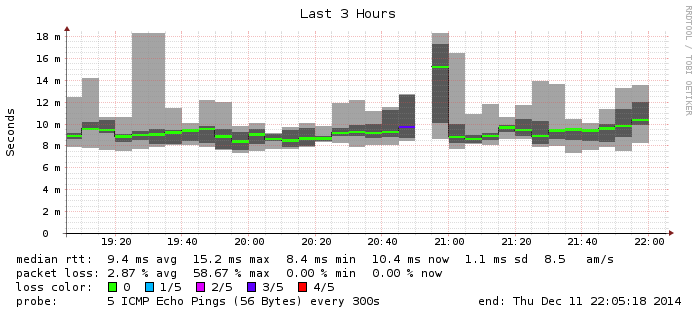 Last 3 Hours
RRDTOOL / TOBI OETIKER
Seconds
18 m
16 m
14 m
12 m
10 m
8 m
6 m
4 m
2 m
0
19:20 19:40 20:00 20:20 20:40 21:00 21:20 21:40 22:00
median rtt: 9.4 ms avg 15.2 ms max 8.4 ms min 10.4 ms now 1.1 ms sd 8.5 am/s
packet loss: 2.87 % avg 58.67 % max 0.00 % min 0.00 % now
loss color: 0 1/5 2/5 3/5 4/5
probe: 5 ICMP Echo Pings (56 Bytes) every 300s end: Thu Dec 11 22:05:18 2014